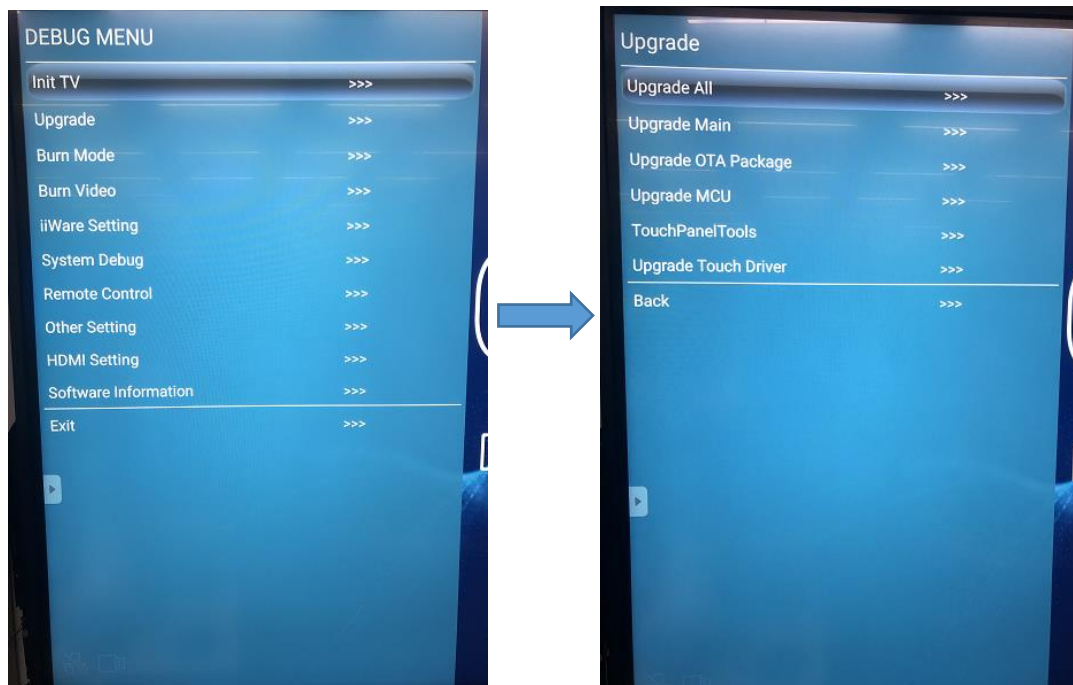 DEBUG MENU
Init TV >>>
Upgrade >>>
Burn Mode >>>
Burn Video >>>
iiWare Setting >>>
System Debug >>>
Remote Control >>>
Other Setting >>>
HDMI Setting >>>
Software Information >>>
Exit >>>
Upgrade
Upgrade All >>>
Upgrade Main >>>
Upgrade OTA Package >>>
Upgrade MCU >>>
TouchPanelTools >>>
Upgrade Touch Driver >>>
Back >>>